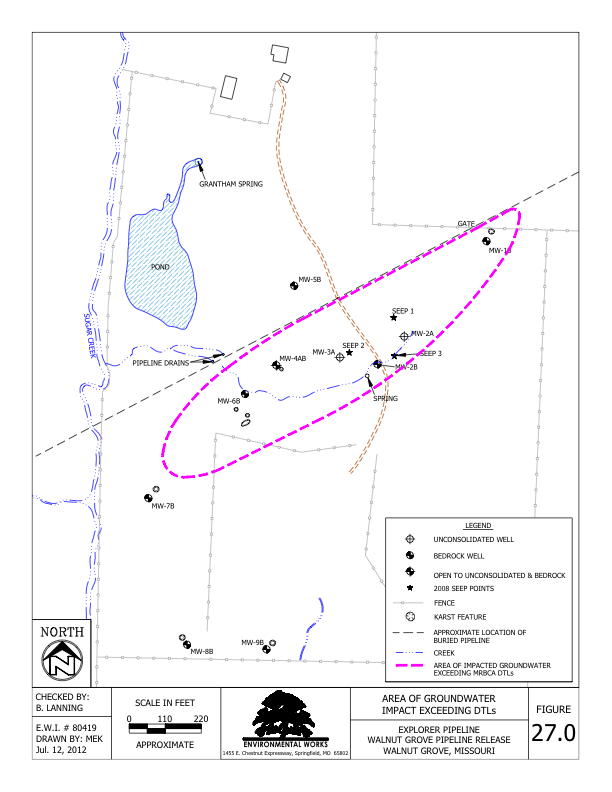 GRANTHAM SPRING
GATE
MW-1B
POND
MW-5B
SEEP 1
SUGAR CREEK
MW-2A
SEEP 2
MW-3A
SEEP 3
PIPELINE DRAINS
MW-4AB
MW-2B
MW-6B
SPRING
MW-7B
MW-8B
MW-9B
LEGEND
UNCONSOLIDATED WELL
BEDROCK WELL
OPEN TO UNCONSOLIDATED & BEDROCK
2008 SEEP POINTS
FENCE
KARST FEATURE
APPROXIMATE LOCATION OF
BURIED PIPELINE
CREEK
AREA OF IMPACTED GROUNDWATER
EXCEEDING MRBCA DTLs
NORTH
N
CHECKED BY:
B. LANNING
E.W.I. # 80419
DRAWN BY: MEK
Jul. 12, 2012
SCALE IN FEET
0 110 220
APPROXIMATE
ENVIRONMENTAL WORKS
1455 E. Chestnut Expressway, Springfield, MO 65802
AREA OF GROUNDWATER
IMPACT EXCEEDING DTLs
EXPLORER PIPELINE
WALNUT GROVE PIPELINE RELEASE
WALNUT GROVE, MISSOURI
FIGURE
27.0